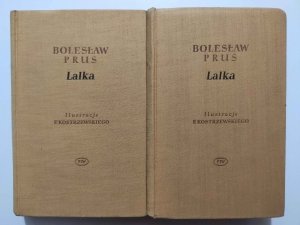 BOLESŁAW
PRUS
Lalka
Ilustracje
F. KOSTRZEWSKIEGO
PIW
BOLESŁAW
PRUS
Lalka
Ilustracje
F. KOSTRZEWSKIEGO
PIW